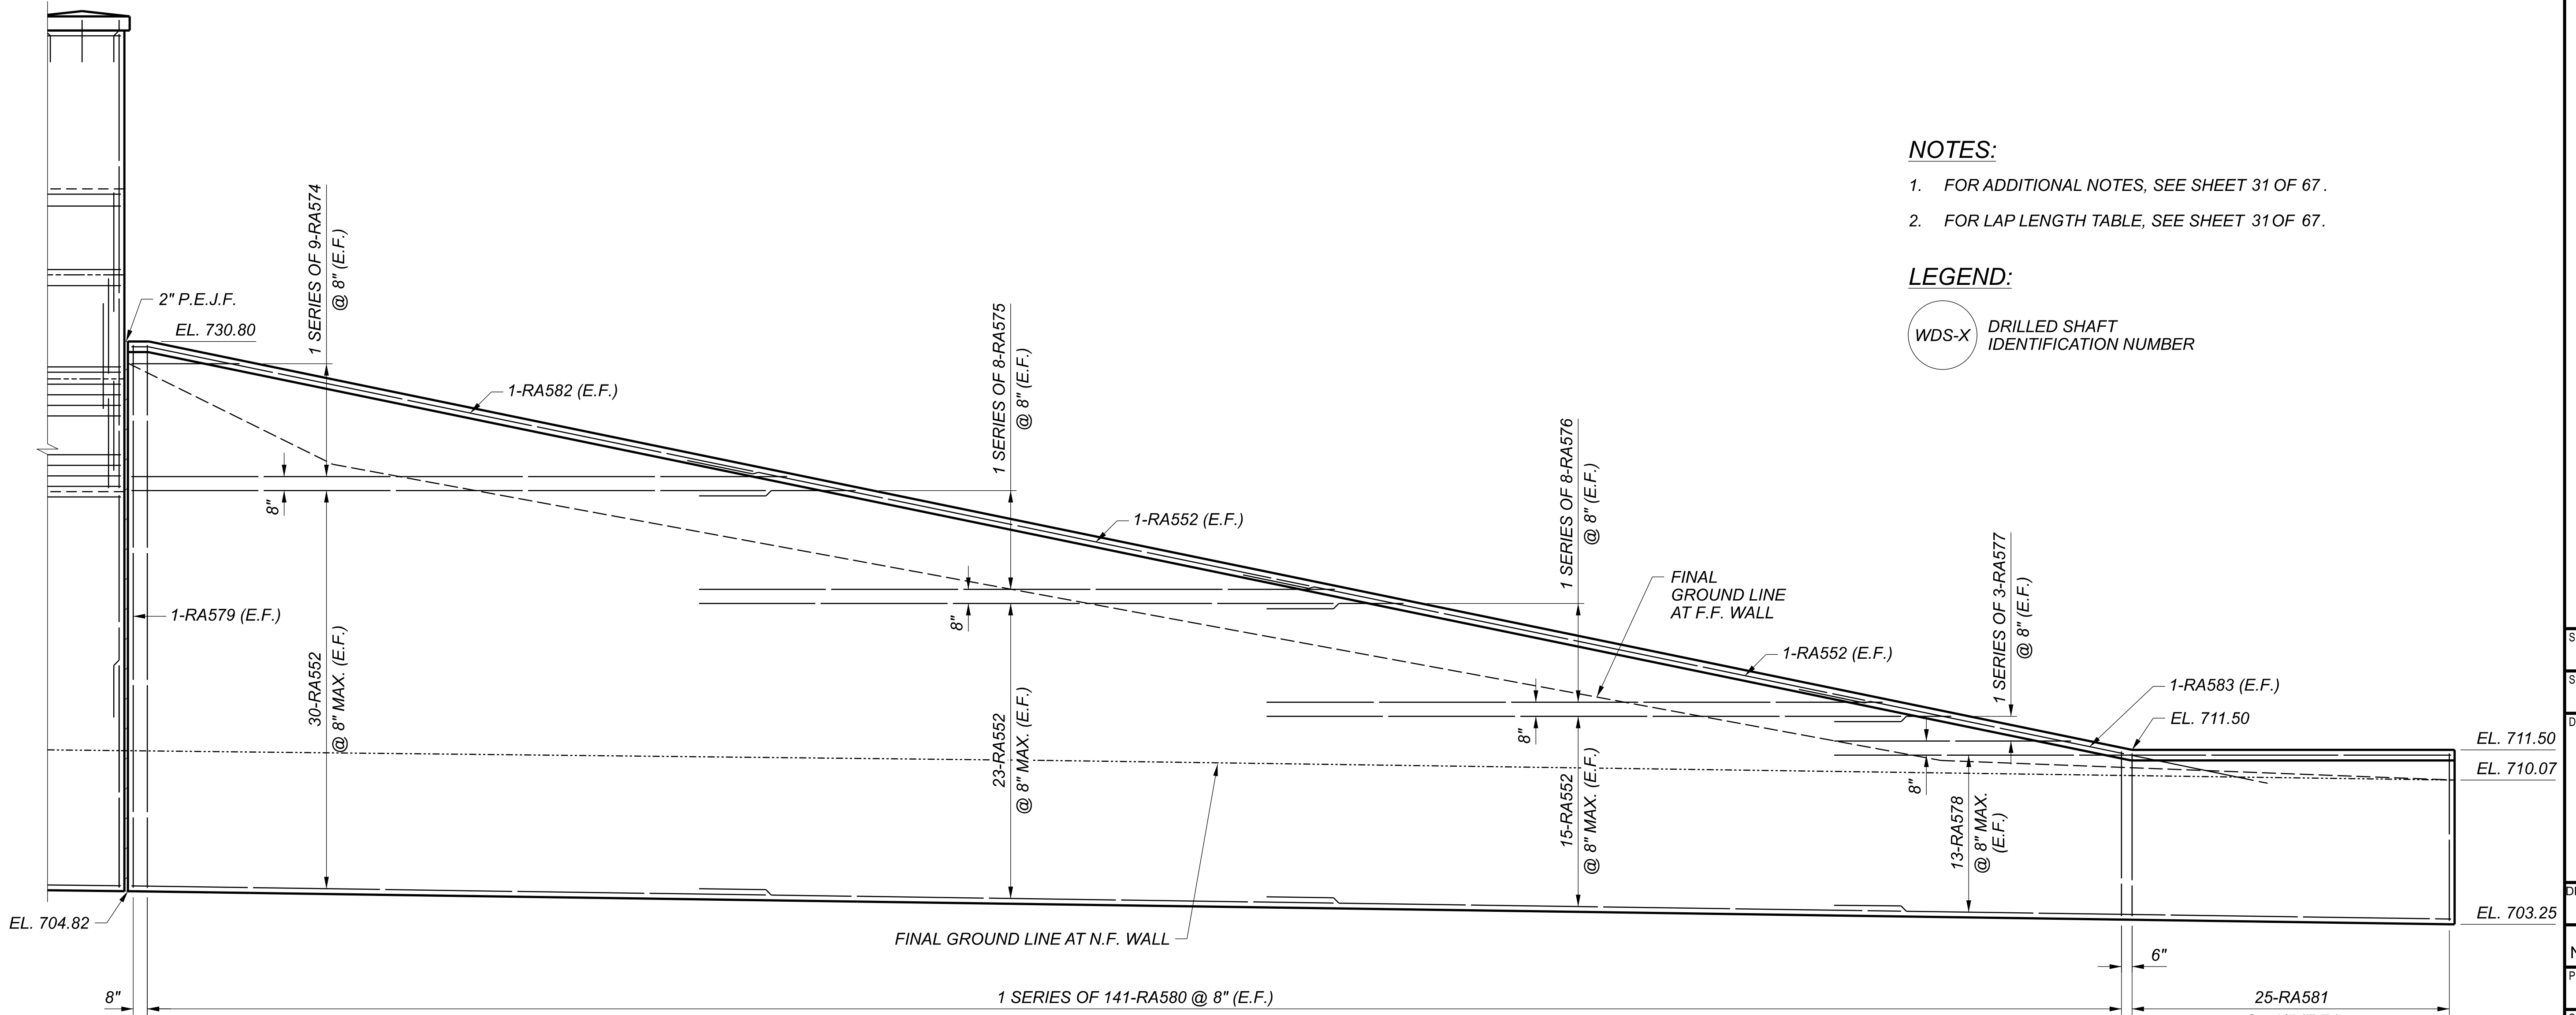 NOTES:
1. FOR ADDITIONAL NOTES, SEE SHEET 31 OF 67 .
2. FOR LAP LENGTH TABLE, SEE SHEET 31 OF 67 .
LEGEND:
WDS-X
DRILLED SHAFT
IDENTIFICATION NUMBER
2" P.E.J.F.
EL. 730.80
1 SERIES OF 9-RA574
@ 8" (E.F.)
1-RA582 (E.F.)
1 SERIES OF 8-RA575
@ 8" (E.F.)
8"
1-RA552 (E.F.)
1 SERIES OF 8-RA576
@ 8" (E.F.)
FINAL
GROUND LINE
AT F.F. WALL
8"
1-RA579 (E.F.)
30-RA552
@ 8" MAX. (E.F.)
1 SERIES OF 3-RA577
@ 8" (E.F.)
1-RA552 (E.F.)
1-RA583 (E.F.)
EL. 711.50
8"
23-RA552
@ 8" MAX. (E.F.)
15-RA552
@ 8" MAX. (E.F.)
8"
13-RA578
@ 8" MAX.
(E.F.)
EL. 711.50
EL. 710.07
EL. 703.25
EL. 704.82
FINAL GROUND LINE AT N.F. WALL
6"
8"
1 SERIES OF 141-RA580 @ 8" (E.F.)
25-RA581